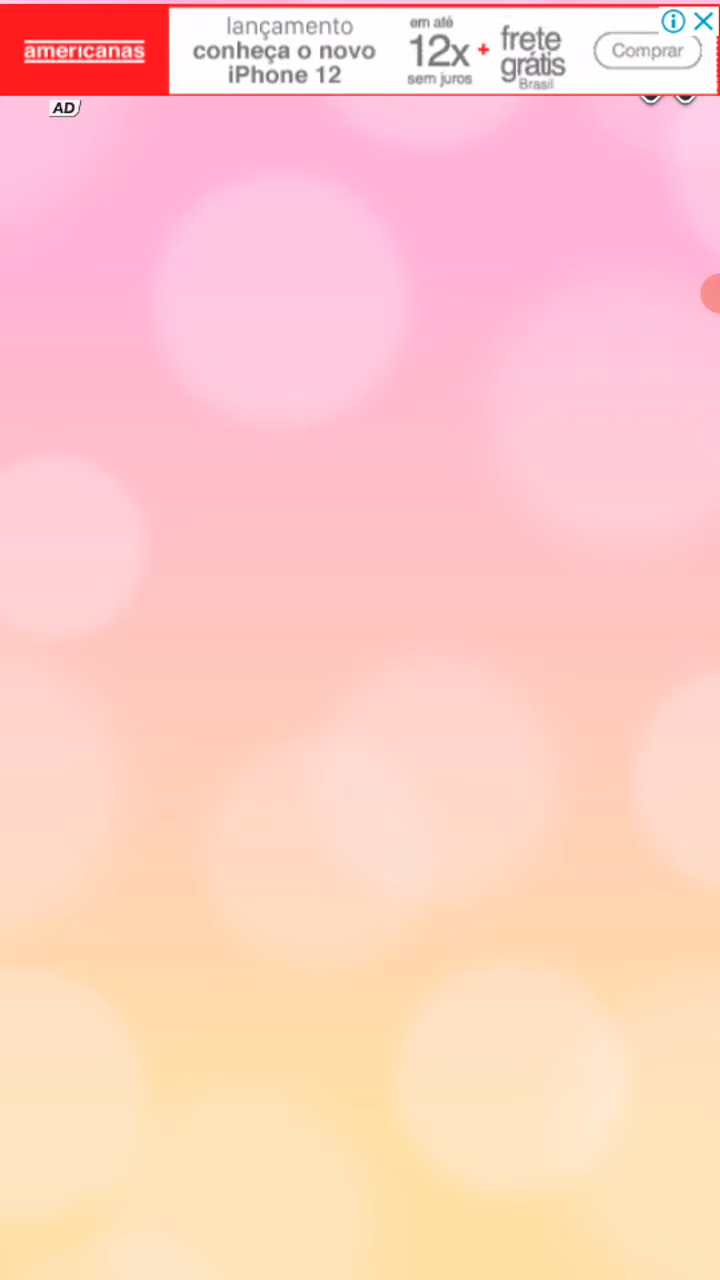 americanas
lançamento
conheça o novo
iPhone 12
em até
12x
sem juros
+
frete
grátis
Brasil
Comprar
AD